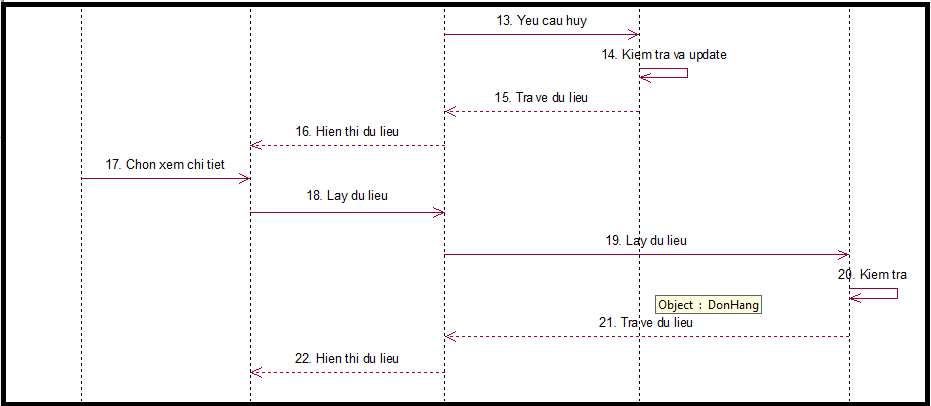 13. Yeu cau huy
14. Kiem tra va update
15. Tra ve du lieu
16. Hien thi du lieu
17. Chon xem chi tiet
18. Lay du lieu
19. Lay du lieu
20. Kiem tra
Object : DonHang
21. Tra ve du lieu
22. Hien thi du lieu